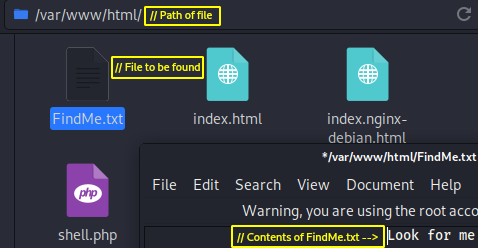 /var/www/html/ // Path of file
// File to be found
FindMe.txt
index.html
index.nginx-
debian.html
php
shell.php
*/var/www/html/FindMe.txt
File Edit Search View Document Help
Warning, you are using the root acco
// Contents of FindMe.txt --> Look for me